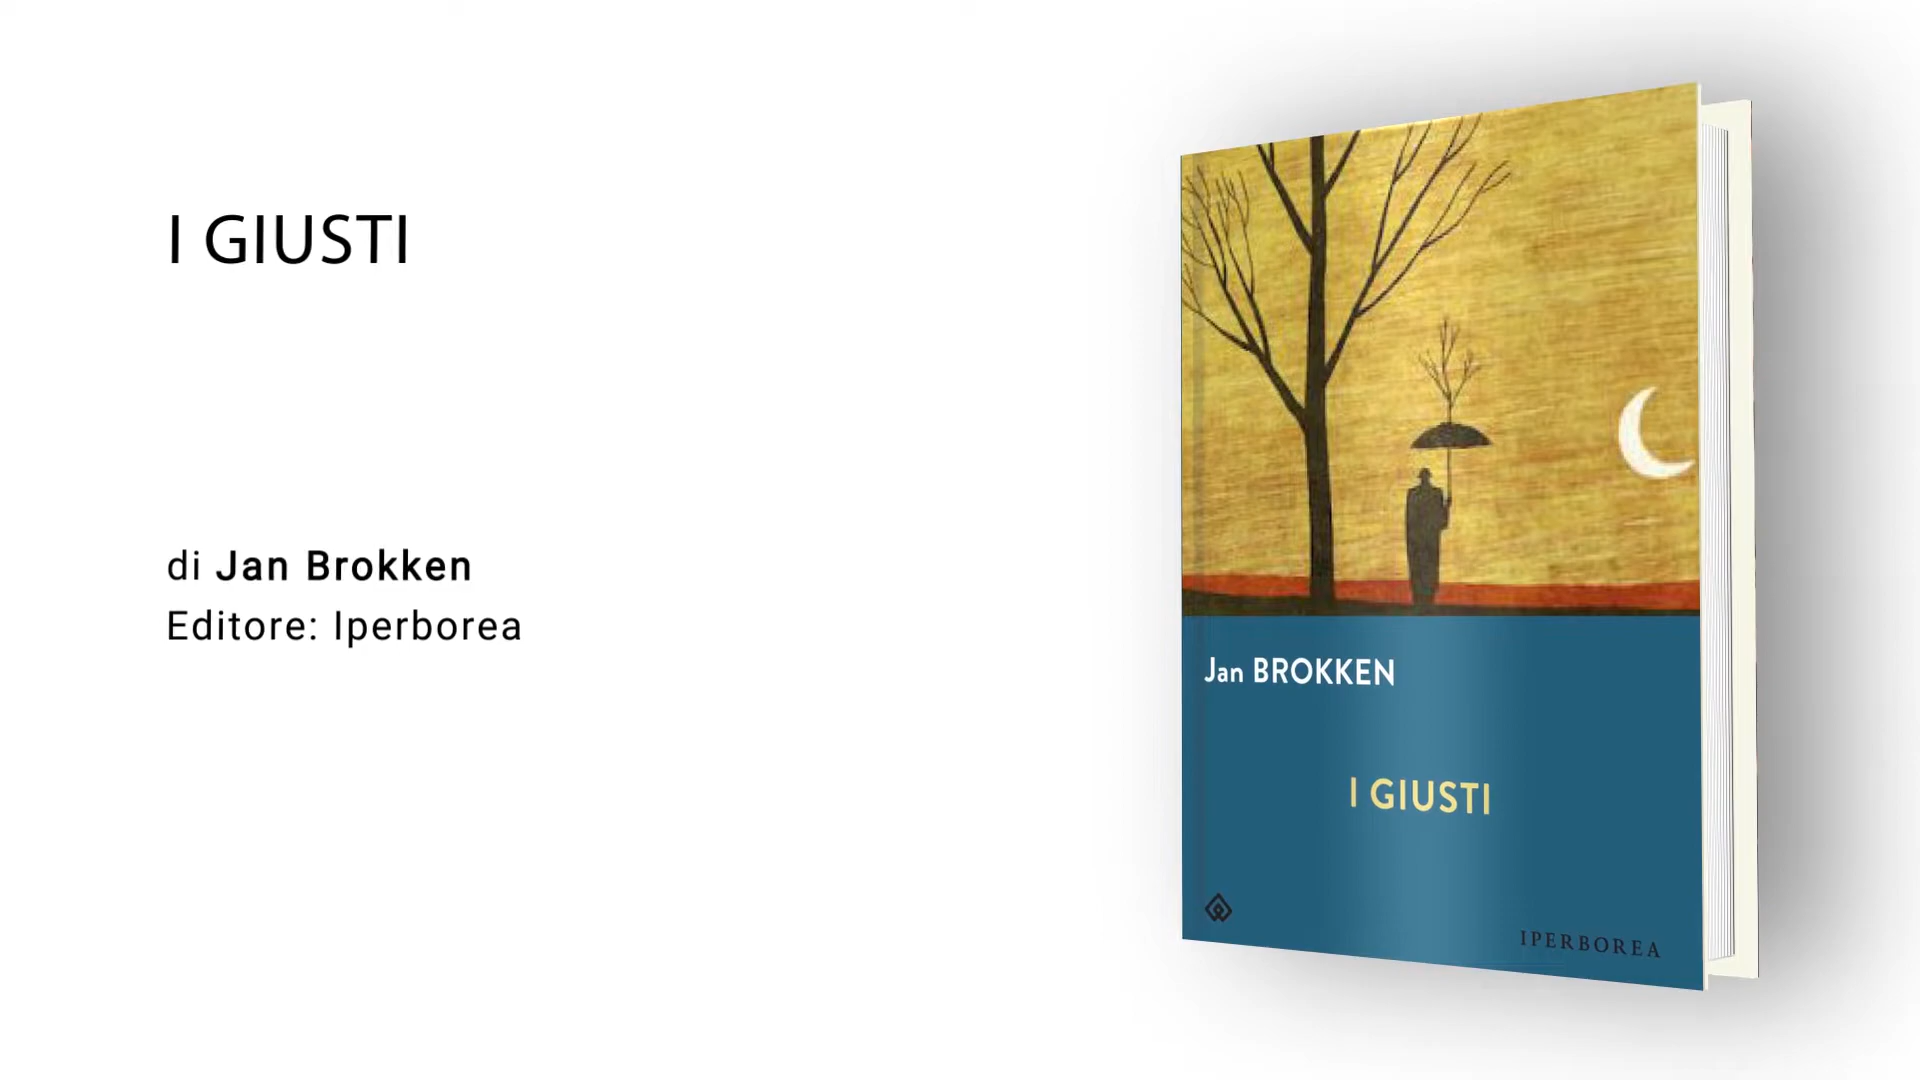 I GIUSTI
di Jan Brokken
Editore: Iperborea
Jan BROKKEN
I GIUSTI
IPERBOREA